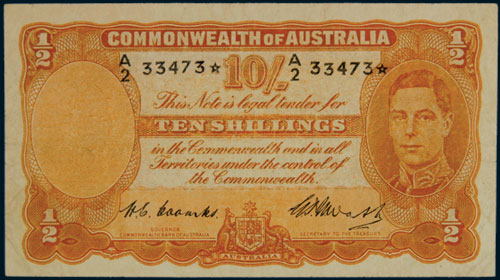 COMMONWEALTH OF AUSTRALIA
1/2
1/2
A/2 33473☆
10/-
A/2 33473☆
This Note is legal tender for
TEN SHILLINGS
in the Commonwealth and in all
Territories under the control of
the Commonwealth.
H.C. Coombs
GOVERNOR
COMMONWEALTH BANK OF AUSTRALIA
SECRETARY TO THE TREASURY
1/2
AUSTRALIA
1/2